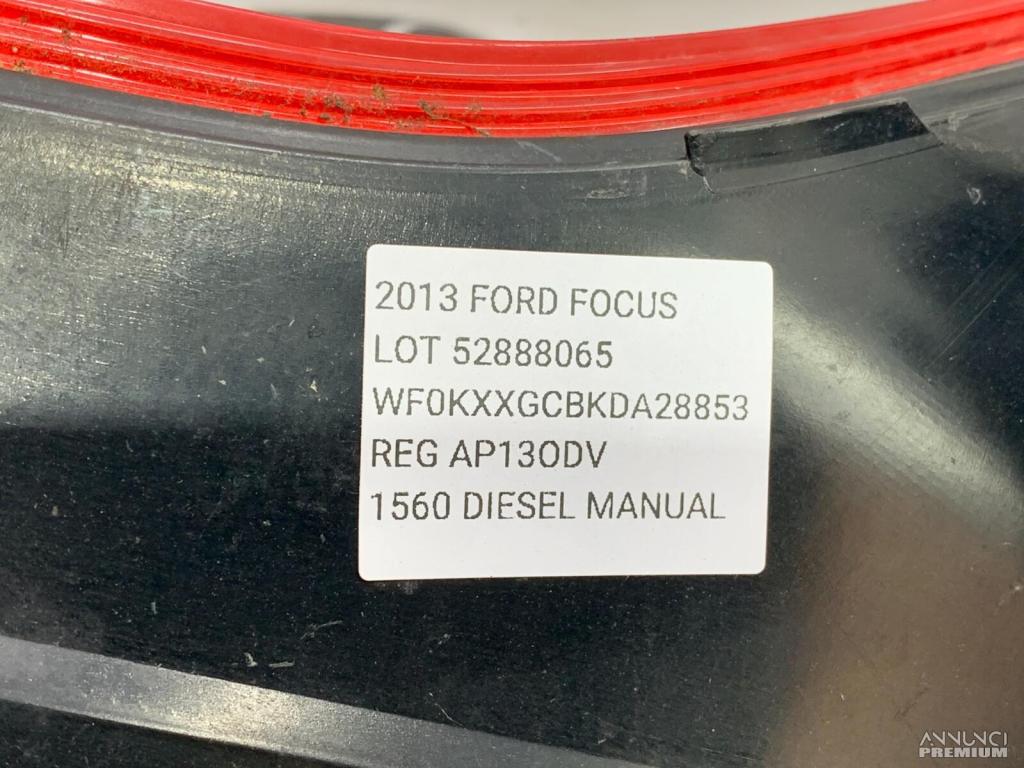 2013 FORD FOCUS
LOT 52888065
WF0KXXGCBKDA28853
REG AP13ODV
1560 DIESEL MANUAL
ANNUNCI
PREMIUM